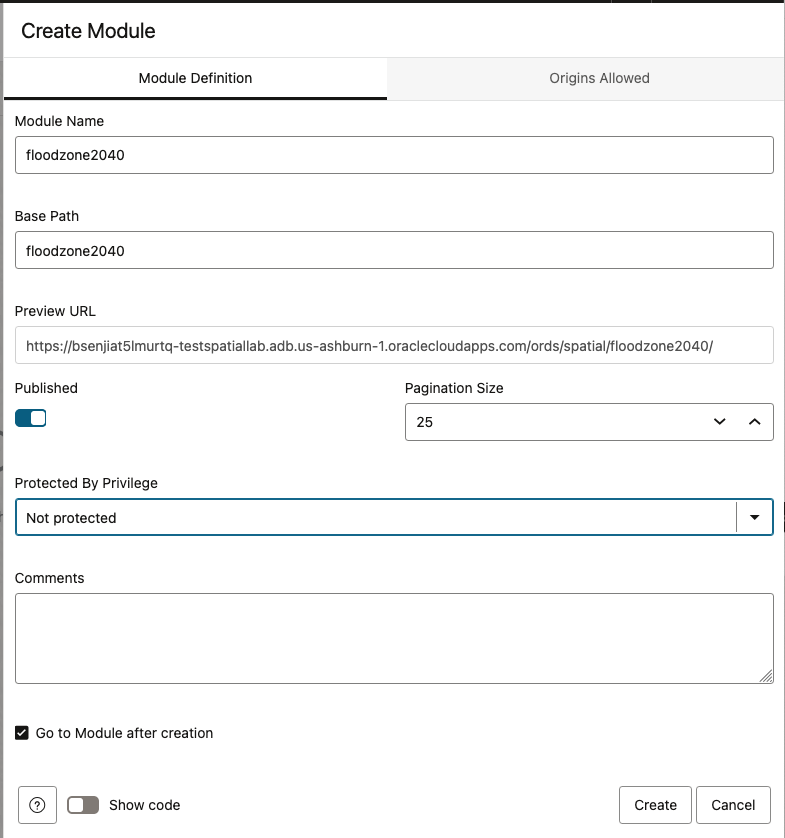 Create Module
Module Definition
Origins Allowed
Module Name
floodzone2040
Base Path
floodzone2040
Preview URL
https://bsenjiat5lmurtq-testspatiallab.adb.us-ashburn-1.oraclecloudapps.com/ords/spatial/floodzone2040/
Published
Pagination Size
25
Protected By Privilege
Not protected
Comments
Go to Module after creation
?
Show code
Create
Cancel